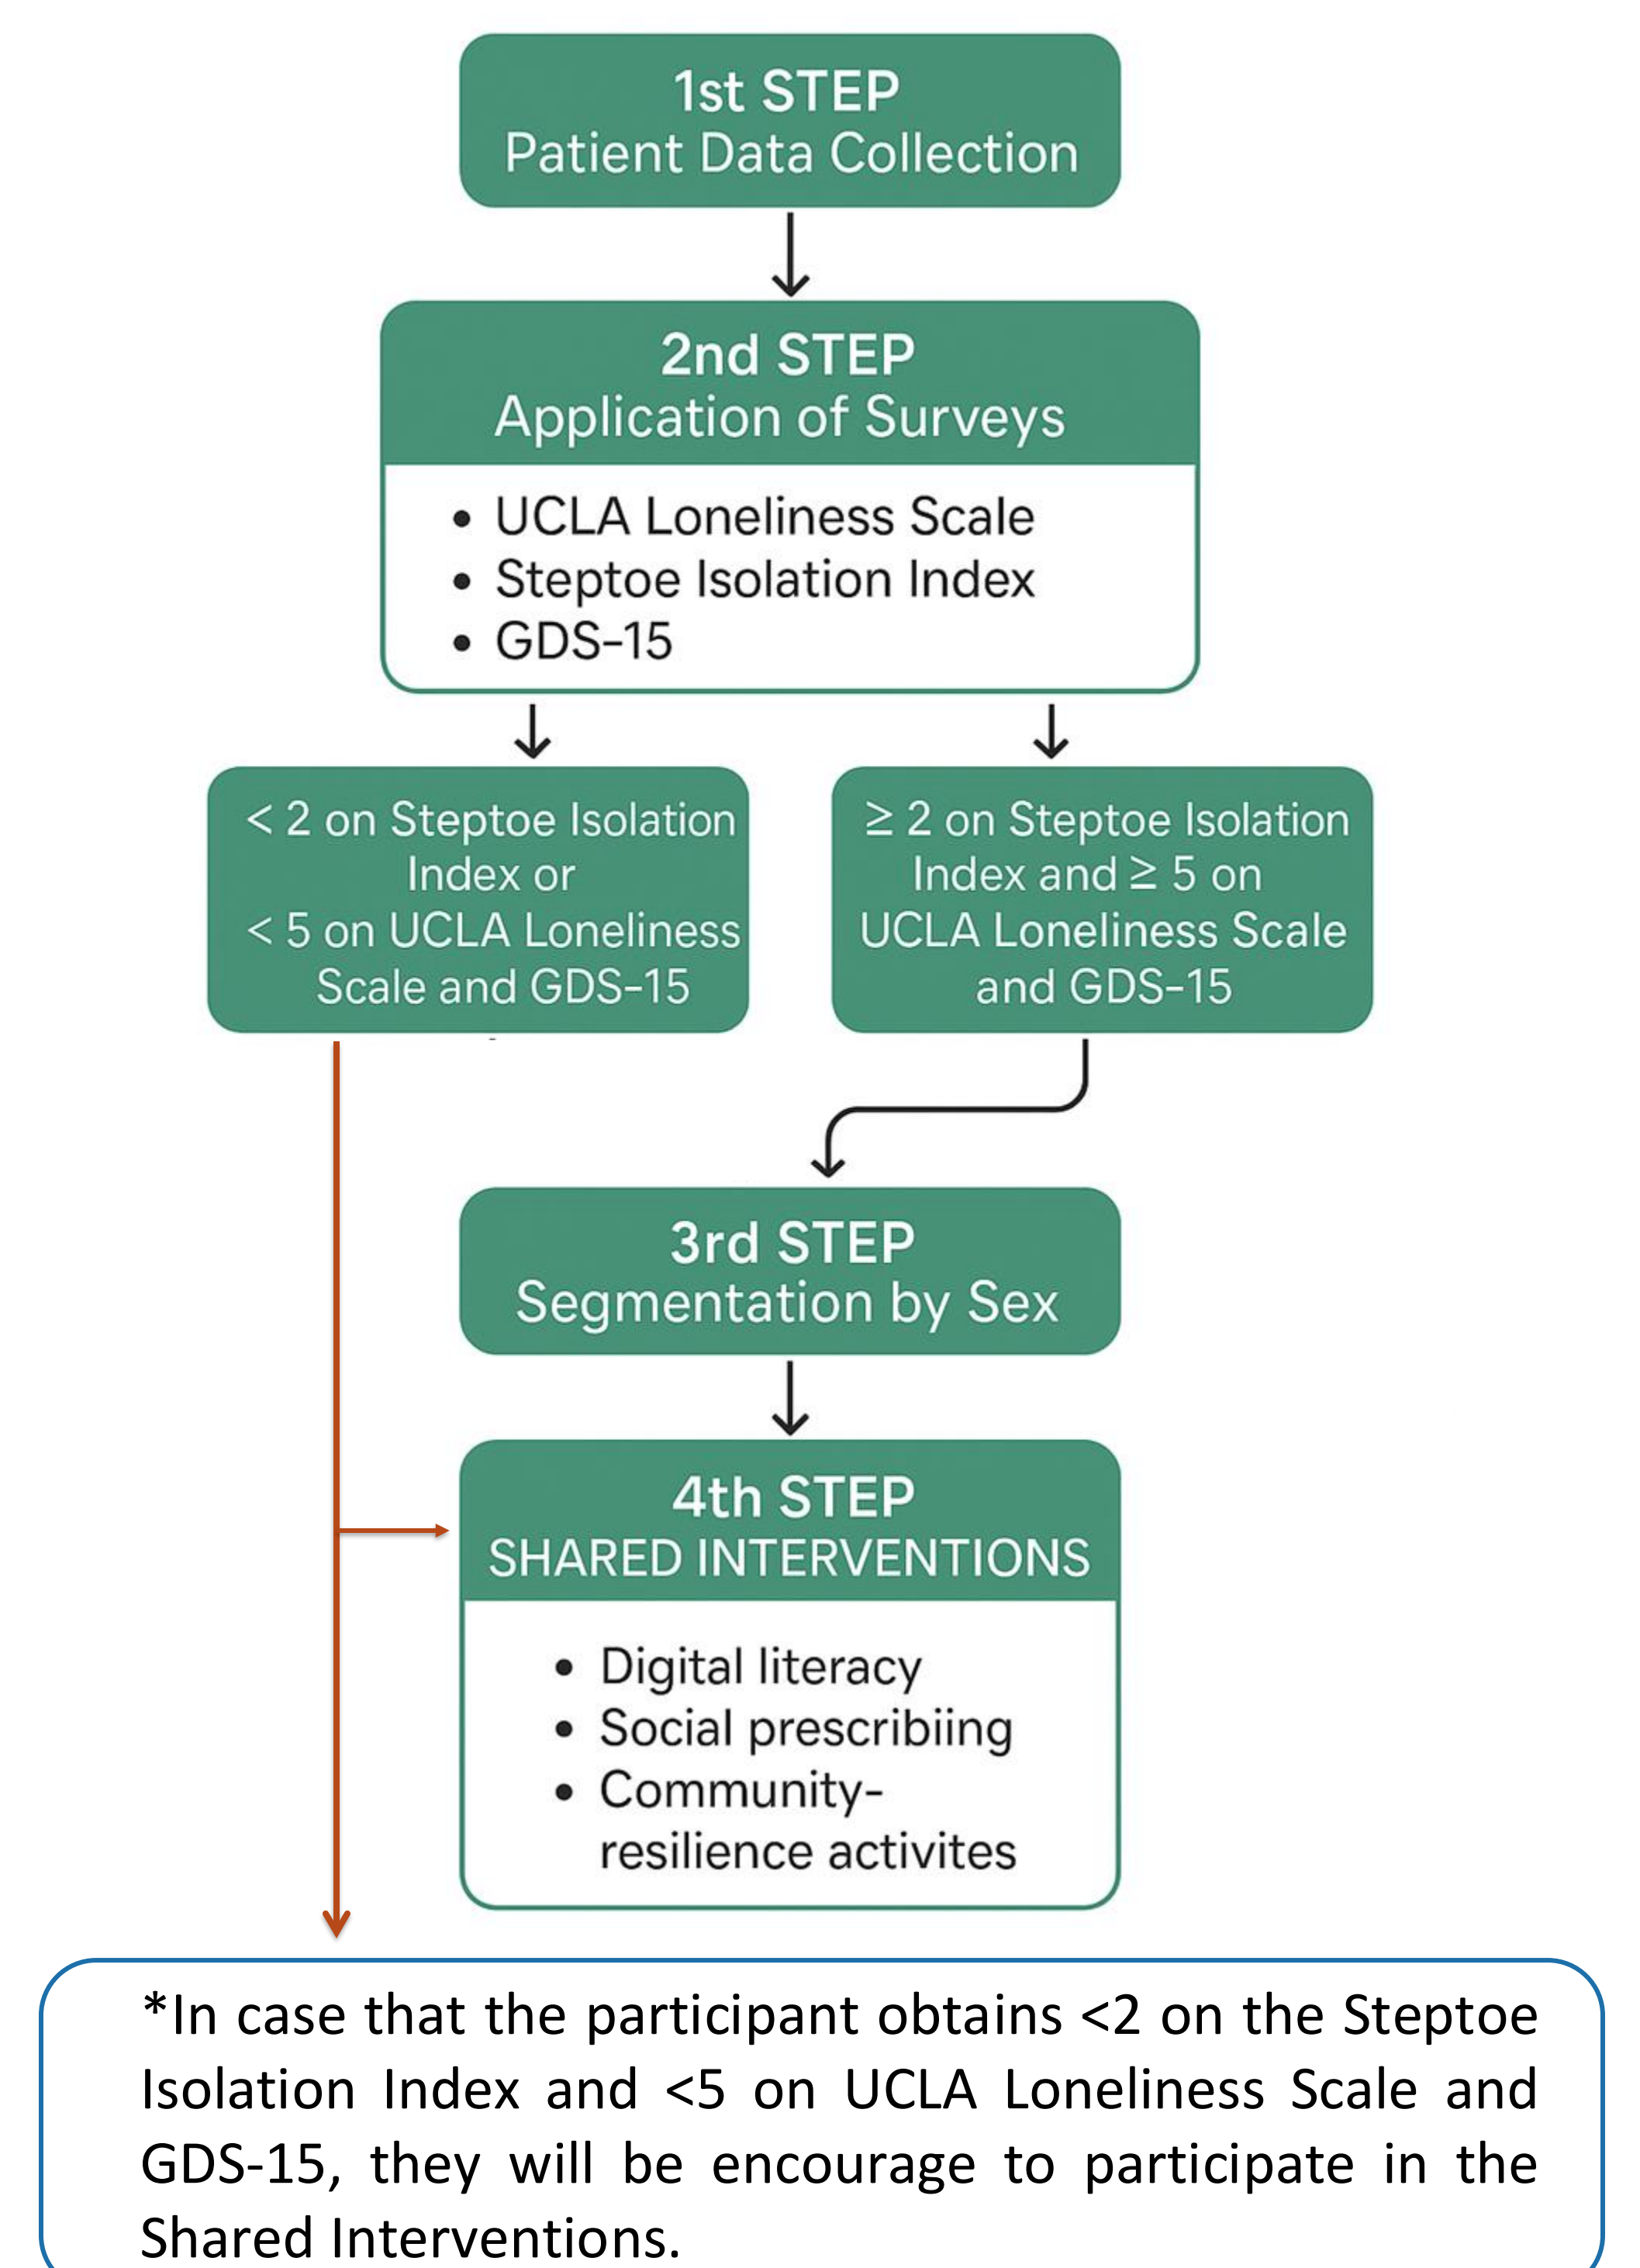 1st STEP
Patient Data Collection
2nd STEP
Application of Surveys
• UCLA Loneliness Scale
• Steptoe Isolation Index
• GDS-15
< 2 on Steptoe Isolation
Index or
< 5 on UCLA Loneliness
Scale and GDS-15
≥ 2 on Steptoe Isolation
Index and ≥ 5 on
UCLA Loneliness Scale
and GDS-15
3rd STEP
Segmentation by Sex
4th STEP
SHARED INTERVENTIONS
• Digital literacy
• Social prescribiing
• Community-
resilience activites
*In case that the participant obtains <2 on the Steptoe
Isolation Index and <5 on UCLA Loneliness Scale and
GDS-15, they will be encourage to participate in the
Shared Interventions.